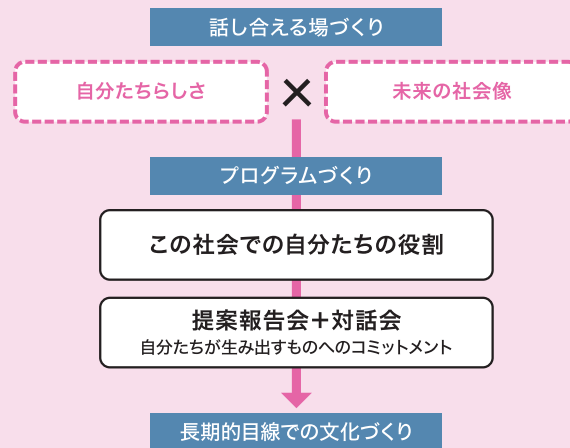 話し合える場づくり
自分たちらしさ × 未来の社会像
プログラムづくり
この社会での自分たちの役割
提案報告会＋対話会
自分たちが生み出すものへのコミットメント
長期的目線での文化づくり